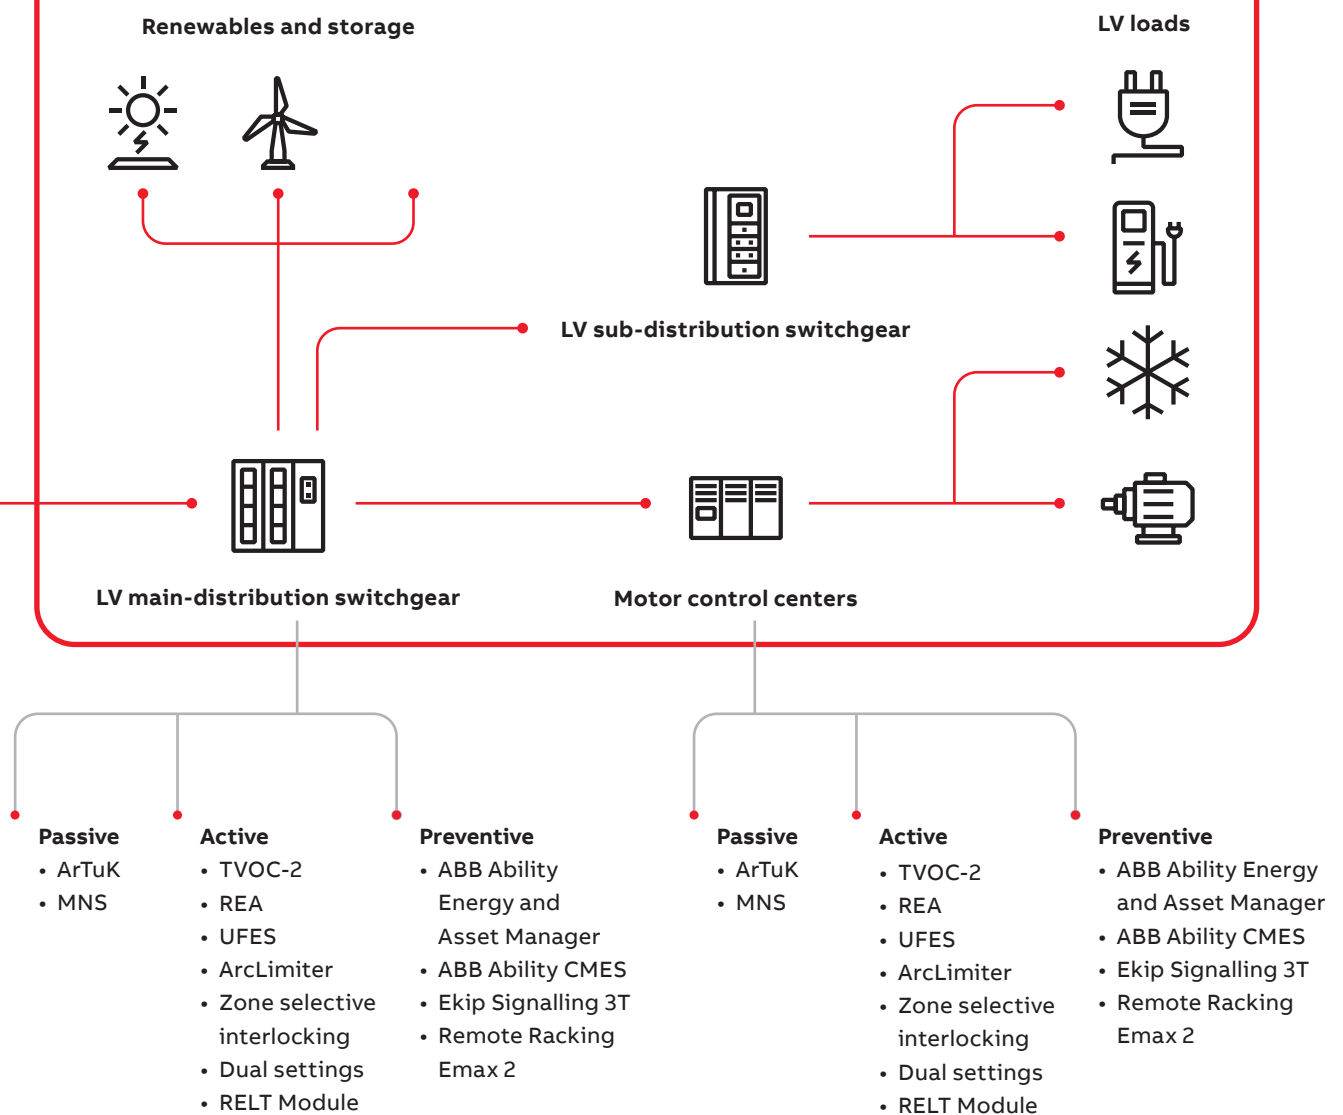 Renewables and storage
LV loads
LV sub-distribution switchgear
LV main-distribution switchgear
Motor control centers
Passive
• ArTuK
• MNS
Active
• TVOC-2
• REA
• UFES
• ArcLimiter
• Zone selective
interlocking
• Dual settings
• RELT Module
Preventive
• ABB Ability
Energy and
Asset Manager
• ABB Ability CMES
• Ekip Signalling 3T
• Remote Racking
Emax 2
Passive
• ArTuK
• MNS
Active
• TVOC-2
• REA
• UFES
• ArcLimiter
• Zone selective
interlocking
• Dual settings
• RELT Module
Preventive
• ABB Ability Energy
and Asset Manager
• ABB Ability CMES
• Ekip Signalling 3T
• Remote Racking
Emax 2